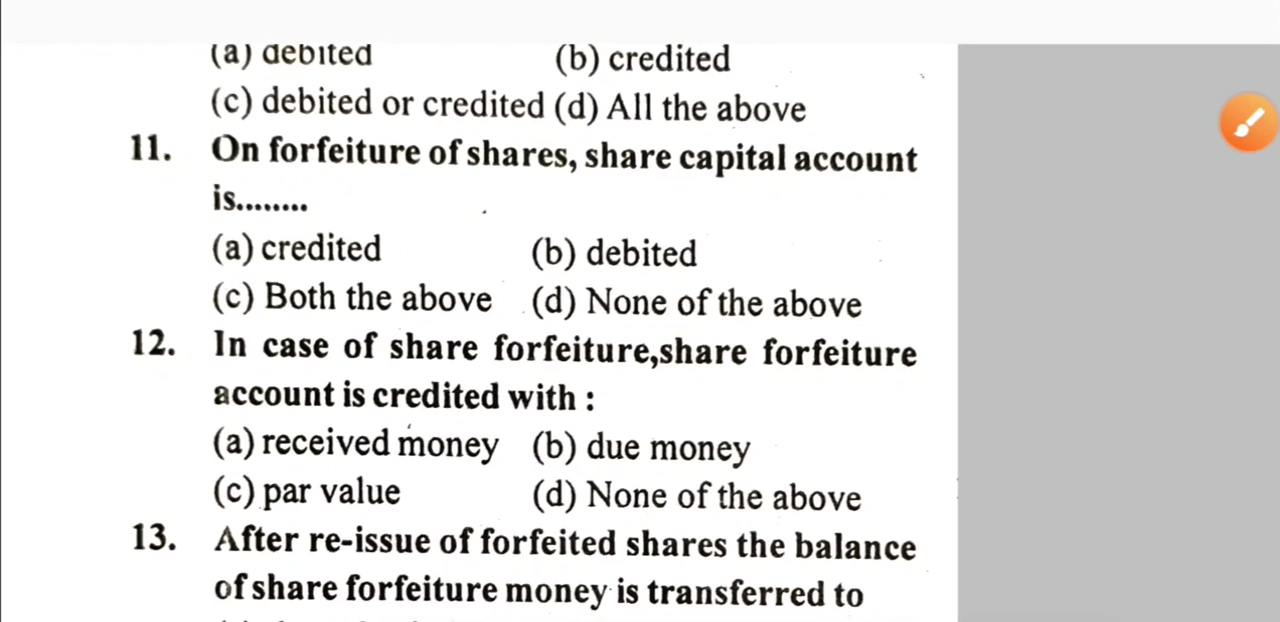 (a) debited (b) credited
(c) debited or credited (d) All the above
11. On forfeiture of shares, share capital account
is........
(a) credited (b) debited
(c) Both the above (d) None of the above
12. In case of share forfeiture,share forfeiture
account is credited with :
(a) received money (b) due money
(c) par value (d) None of the above
13. After re-issue of forfeited shares the balance
of share forfeiture money is transferred to